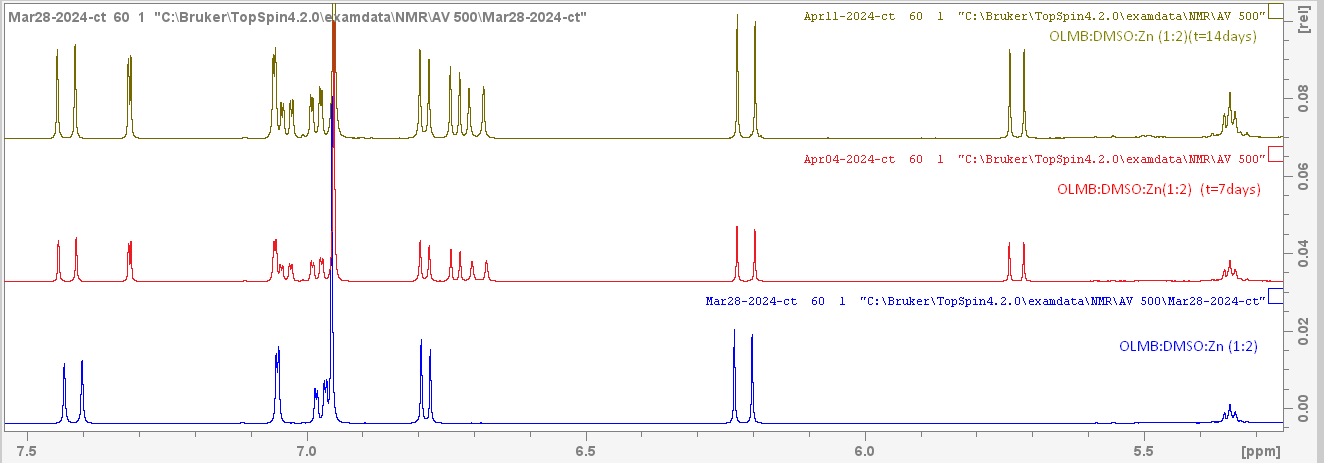 Mar28-2024-ct 60 1 "C:\Bruker\TopSpin4.2.0\examdata\NMR\AV 500\Mar28-2024-ct"
Apr11-2024-ct 60 1 "C:\Bruker\TopSpin4.2.0\examdata\NMR\AV 500"
OLMB:DMSO:Zn (1:2)(t=14days)
[rel]
0.08
Apr04-2024-ct 60 1 "C:\Bruker\TopSpin4.2.0\examdata\NMR\AV 500"
0.06
OLMB:DMSO:Zn(1:2) (t=7days)
0.04
Mar28-2024-ct 60 1 "C:\Bruker\TopSpin4.2.0\examdata\NMR\AV 500\Mar28-2024-ct"
0.02
OLMB:DMSO:Zn (1:2)
0.00
7.5 7.0 6.5 6.0 5.5 [ppm]